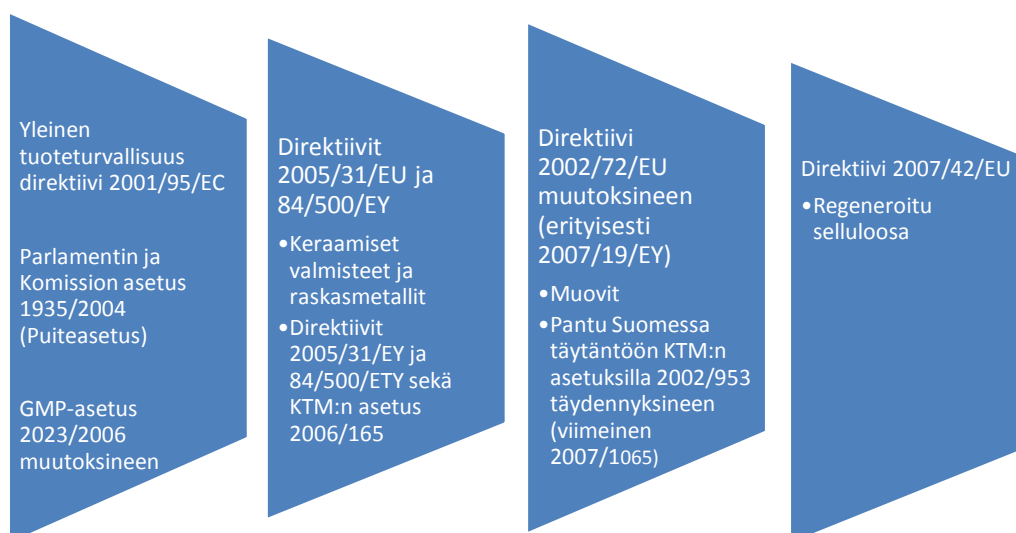 Yleinen
tuoteturvallisuus
direktiivi 2001/95/EC
Parlamentin ja
Komission asetus
1935/2004
(Puiteasetus)
GMP-asetus
2023/2006
muutoksineen
Direktiivit
2005/31/EU ja
84/500/EY
•Keraamiset
valmisteet ja
raskasmetallit
•Direktiivit
2005/31/EY ja
84/500/ETY sekä
KTM:n asetus
2006/165
Direktiivi
2002/72/EU
muutoksineen
(erityisesti
2007/19/EY)
•Muovit
•Pantu Suomessa
täytäntöön KTM:n
asetuksilla 2002/953
täydennyksineen
(viimeinen
2007/1065)
Direktiivi 2007/42/EU
•Regeneroitu
selluloosa